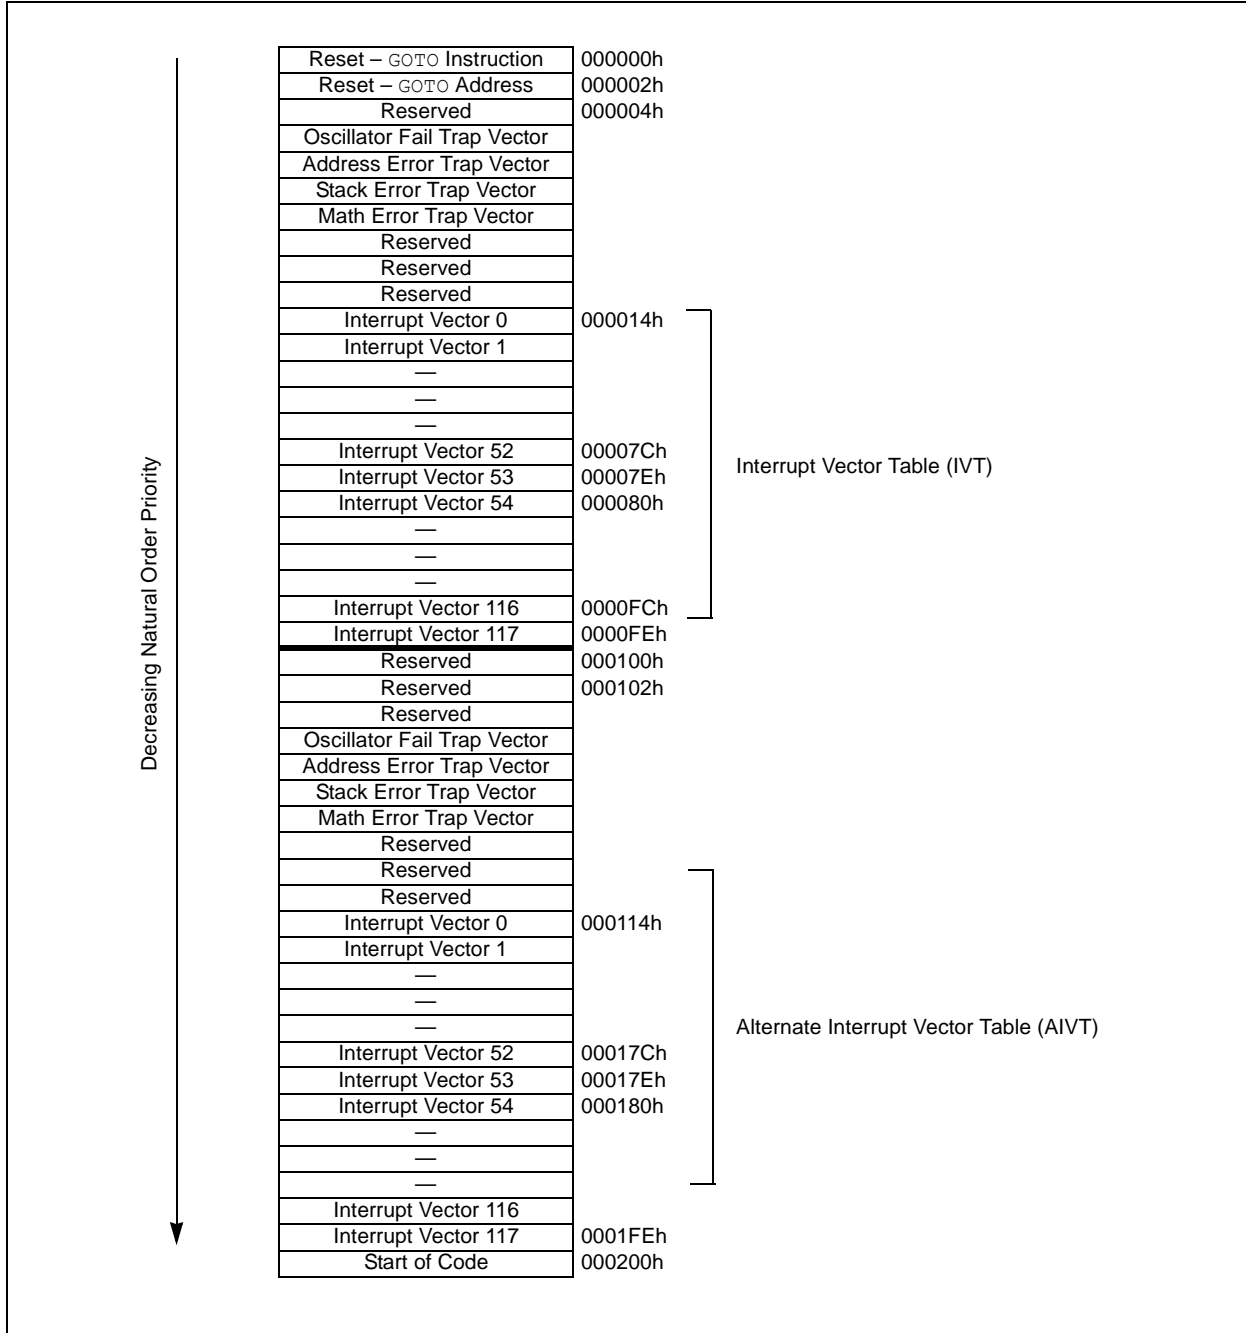 Reset – GOTO Instruction 000000h
Reset – GOTO Address 000002h
Reserved 000004h
Oscillator Fail Trap Vector
Address Error Trap Vector
Stack Error Trap Vector
Math Error Trap Vector
Reserved
Reserved
Reserved
Interrupt Vector 0 000014h
Interrupt Vector 1
—
—
—
Interrupt Vector 52 00007Ch
Interrupt Vector 53 00007Eh
Interrupt Vector 54 000080h
—
—
—
Interrupt Vector 116 0000FCh
Interrupt Vector 117 0000FEh
Reserved 000100h
Reserved 000102h
Reserved
Oscillator Fail Trap Vector
Address Error Trap Vector
Stack Error Trap Vector
Math Error Trap Vector
Reserved
Reserved
Reserved
Interrupt Vector 0 000114h
Interrupt Vector 1
—
—
—
Interrupt Vector 52 00017Ch
Interrupt Vector 53 00017Eh
Interrupt Vector 54 000180h
—
—
—
Interrupt Vector 116
Interrupt Vector 117 0001FEh
Start of Code 000200h
Decreasing Natural Order Priority
Interrupt Vector Table (IVT)
Alternate Interrupt Vector Table (AIVT)